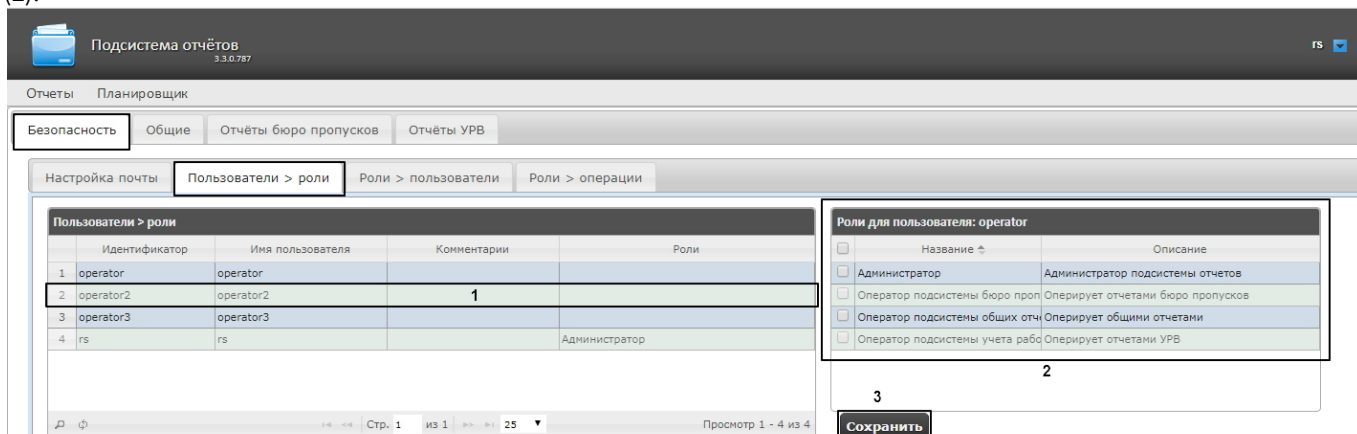 (2).
Подсистема отчётов
3.3.0.787
rs
Отчеты Планировщик
Безопасность Общие Отчёты бюро пропусков Отчёты УРВ
Настройка почты Пользователи > роли Роли > пользователи Роли > операции
Пользователи > роли
Идентификатор Имя пользователя Комментарии Роли
1 operator operator
2 operator2 operator2 1
3 operator3 operator3
4 rs rs Администратор
Стр. 1 из 1 25 Просмотр 1 - 4 из 4
Роли для пользователя: operator
Название Описание
Администратор Администратор подсистемы отчетов
Оператор подсистемы бюро проп Оперирует отчетами бюро пропусков
Оператор подсистемы общих отч Оперирует общими отчетами
Оператор подсистемы учета рабо Оперирует отчетами УРВ
2
3
Сохранить